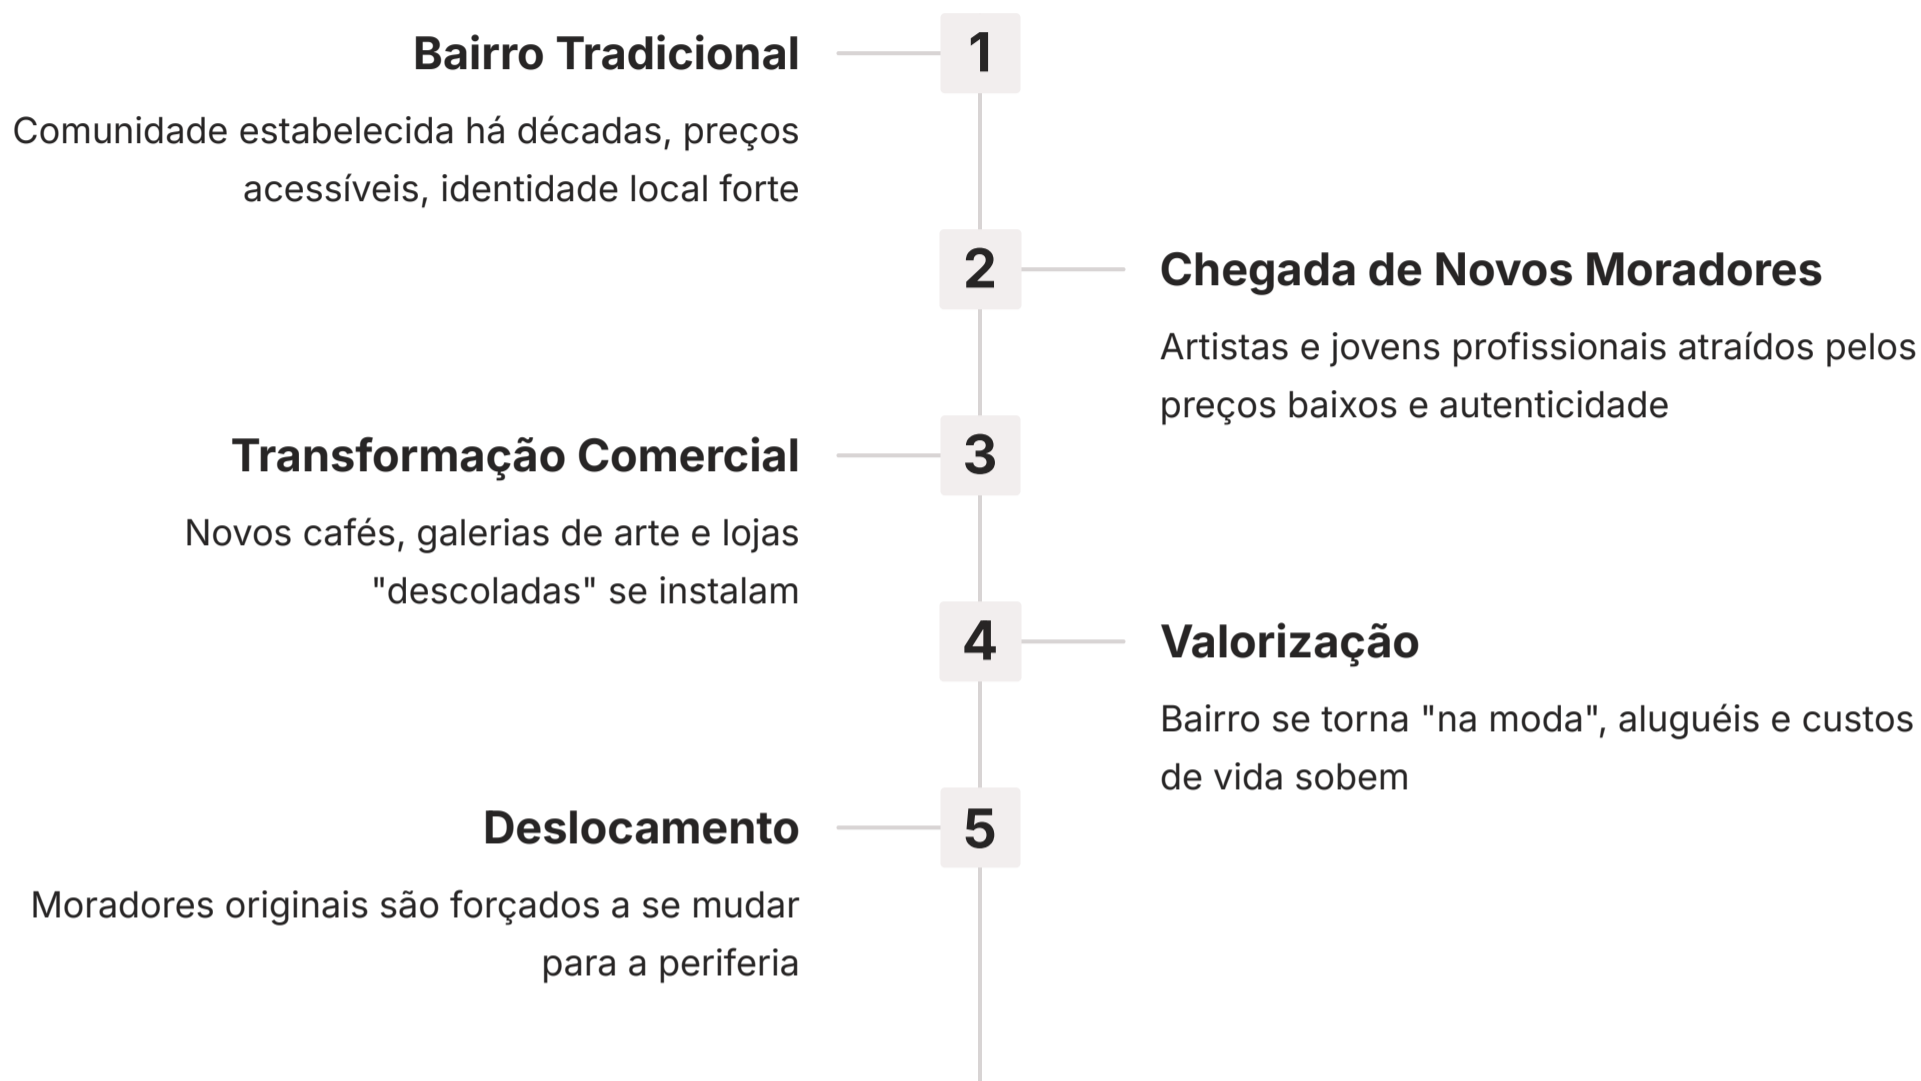 Bairro Tradicional
1
Comunidade estabelecida há décadas, preços
acessíveis, identidade local forte
2
Chegada de Novos Moradores
Artistas e jovens profissionais atraídos pelos
preços baixos e autenticidade
Transformação Comercial
3
Novos cafés, galerias de arte e lojas
"descoladas" se instalam
4
Valorização
Bairro se torna "na moda", aluguéis e custos
de vida sobem
Deslocamento
5
Moradores originais são forçados a se mudar
para a periferia